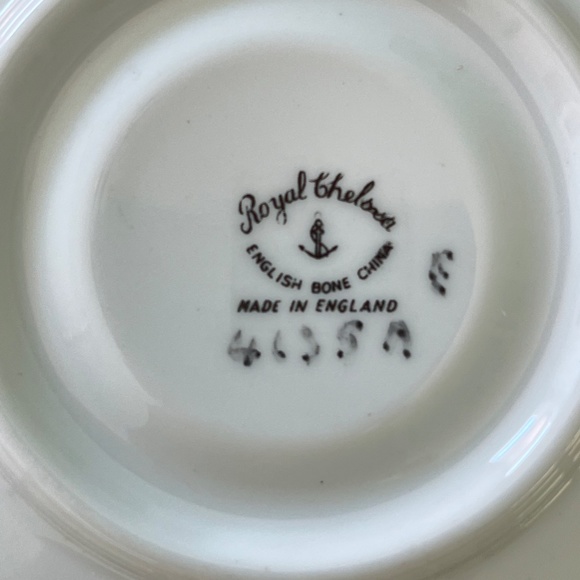 Royal Chelsea
ENGLISH BONE CHINA
MADE IN ENGLAND
E